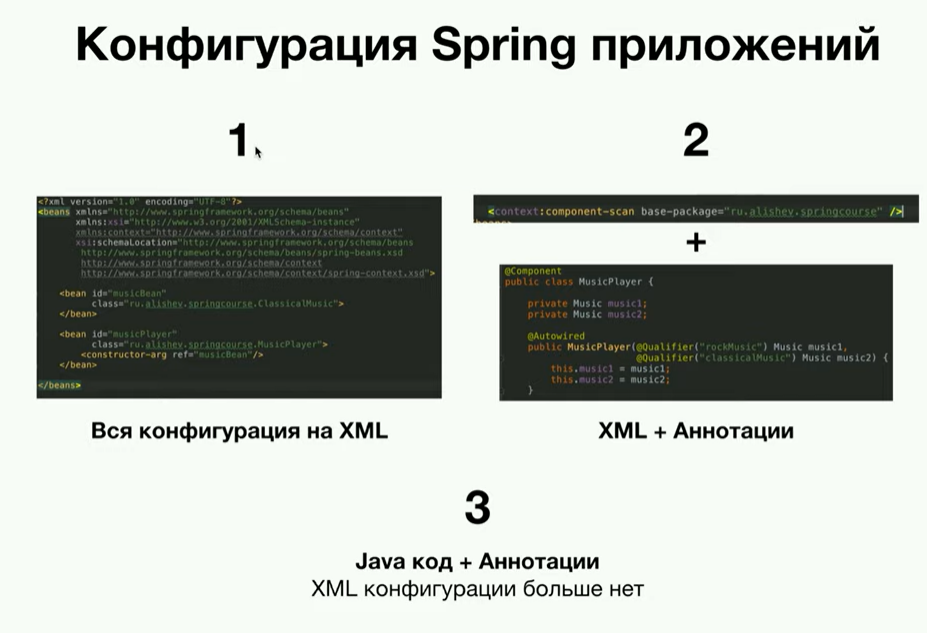 Конфигурация Spring приложений
1
<?xml version="1.0" encoding="UTF-8"?>
<beans xmlns="http://www.springframework.org/schema/beans"
xmlns:xsi="http://www.w3.org/2001/XMLSchema-instance"
xmlns:context="http://www.springframework.org/schema/context"
xsi:schemaLocation="http://www.springframework.org/schema/beans
http://www.springframework.org/schema/beans/spring-beans.xsd
http://www.springframework.org/schema/context
http://www.springframework.org/schema/context/spring-context.xsd">
<bean id="musicBean"
class="ru.alishev.springcourse.ClassicalMusic">
</bean>
<bean id="musicPlayer"
class="ru.alishev.springcourse.MusicPlayer">
<constructor-arg ref="musicBean"/>
</bean>
</beans>
Вся конфигурация на XML
2
<context:component-scan base-package="ru.alishev.springcourse" />
+
@Component
public class MusicPlayer {
private Music music1;
private Music music2;
@Autowired
public MusicPlayer(@Qualifier("rockMusic") Music music1,
@Qualifier("classicalMusic") Music music2) {
this.music1 = music1;
this.music2 = music2;
}
XML + Аннотации
3
Java код + Аннотации
XML конфигурации больше нет